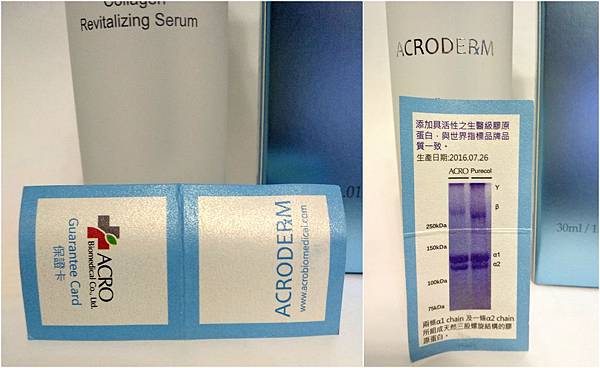 Collagen
Revitalizing Serum
ACRO
Biomedical Co., Ltd.
Guarantee Card
保證卡
ACRODERM
www.acrobiomedical.com
ACRODERM
添加具活性之生醫級膠原
蛋白，與世界指標品牌品
質一致。
生產日期:2016.07.26
ACRO Purecol
γ
β
250kDa
150kDa
α1
α2
100kDa
75kDa
兩條α1 chain 及一條α2 chain
所組成天然三股螺旋結構的膠
原蛋白。
30ml / 1.